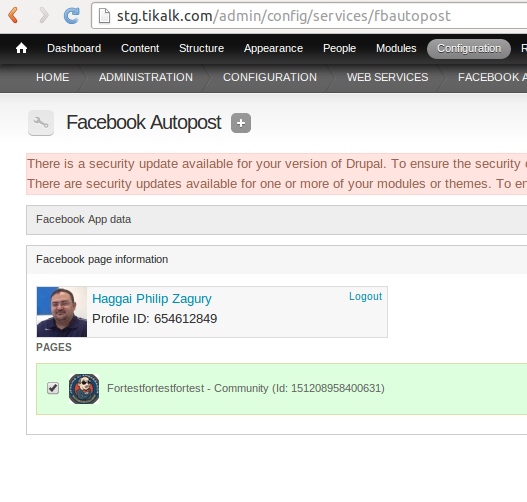 stg.tikalk.com/admin/config/services/fbautopost
Dashboard Content Structure Appearance People Modules Configuration
HOME ADMINISTRATION CONFIGURATION WEB SERVICES FACEBOOK A
Facebook Autopost
There is a security update available for your version of Drupal. To ensure the security
There are security updates available for one or more of your modules or themes. To en
Facebook App data
Facebook page information
Haggai Philip Zagury Logout
Profile ID: 654612849
PAGES
Fortestfortestfortest - Community (Id: 151208958400631)